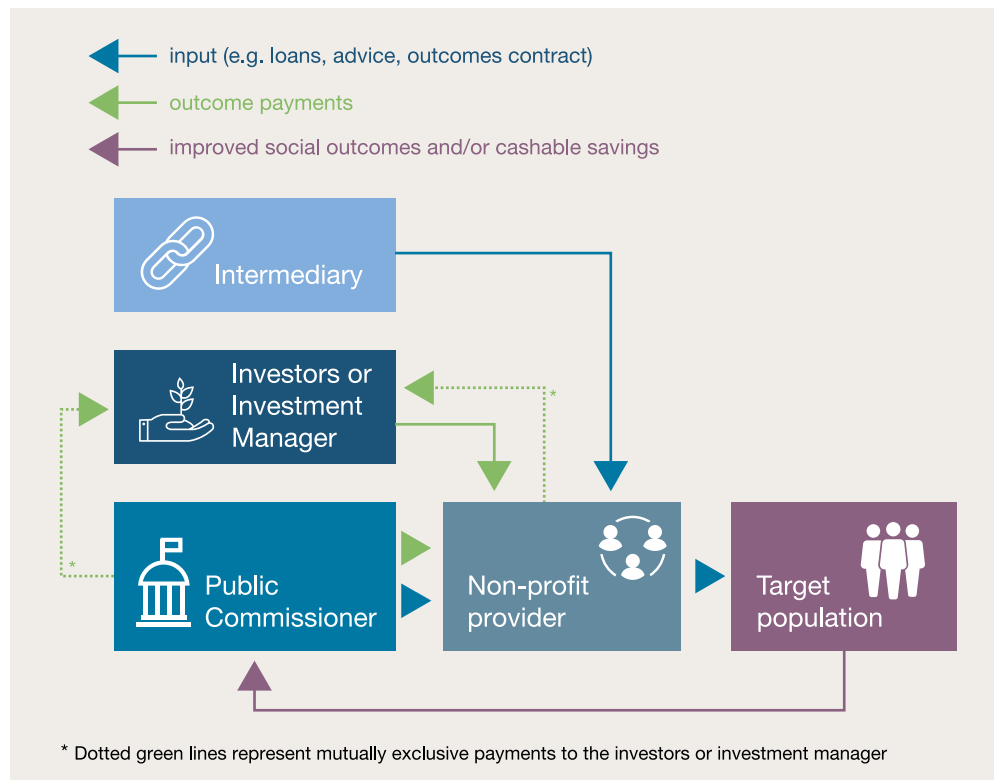 input (e.g. loans, advice, outcomes contract)
outcome payments
improved social outcomes and/or cashable savings
Intermediary
Investors or
Investment
Manager
*
*
Public
Commissioner
Non-profit
provider
Target
population
* Dotted green lines represent mutually exclusive payments to the investors or investment manager